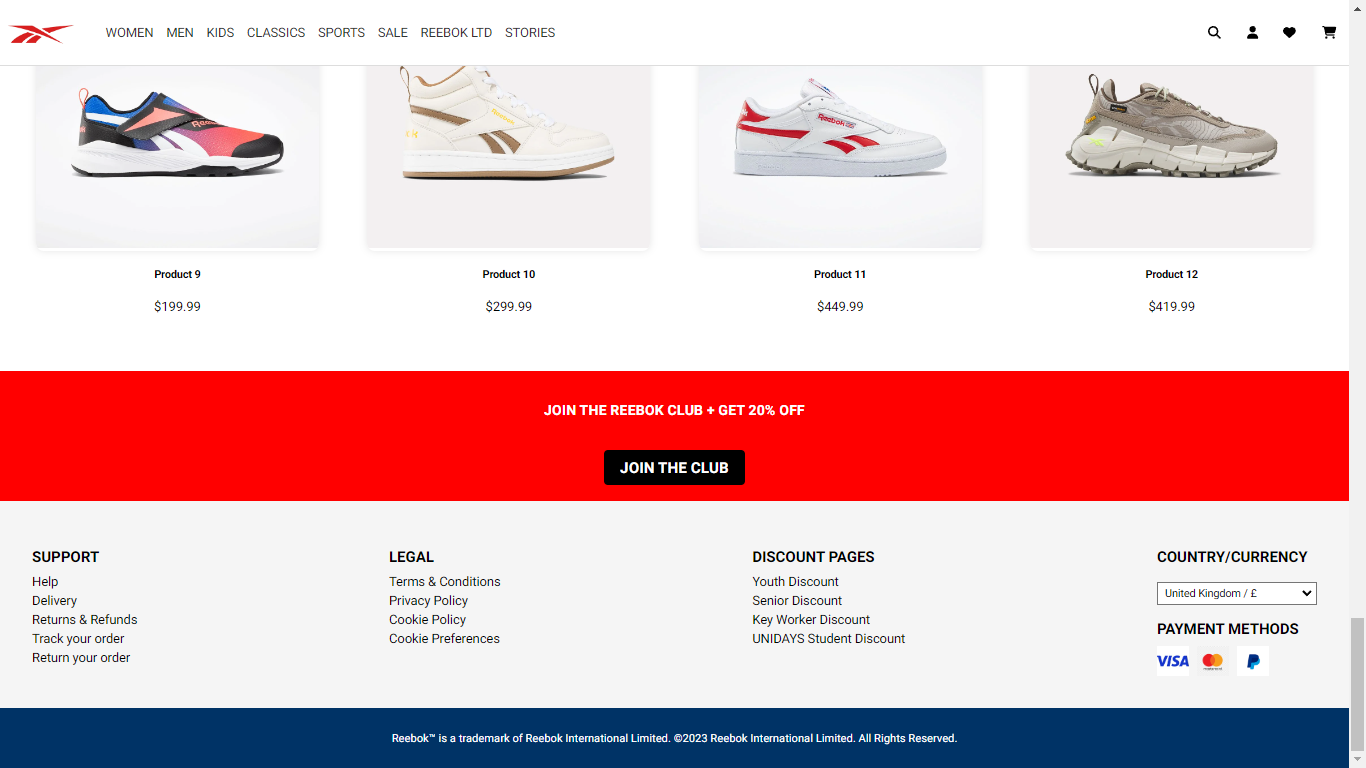 WOMEN MEN KIDS CLASSICS SPORTS SALE REEBOK LTD STORIES
Reebok
Reebok
Reebok
Product 9
Product 10
Product 11
Product 12
$199.99
$299.99
$449.99
$419.99
JOIN THE REEBOK CLUB + GET 20% OFF
JOIN THE CLUB
SUPPORT
Help
Delivery
Returns & Refunds
Track your order
Return your order
LEGAL
Terms & Conditions
Privacy Policy
Cookie Policy
Cookie Preferences
DISCOUNT PAGES
Youth Discount
Senior Discount
Key Worker Discount
UNIDAYS Student Discount
COUNTRY/CURRENCY
United Kingdom / £
PAYMENT METHODS
VISA
mastercard
Reebok™ is a trademark of Reebok International Limited. ©2023 Reebok International Limited. All Rights Reserved.